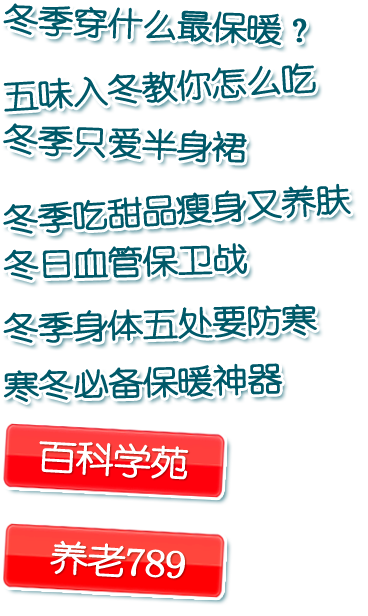 冬季穿什么最保暖？
五味入冬教你怎么吃
冬季只爱半身裙
冬季吃甜品瘦身又养肤
冬日血管保卫战
冬季身体五处要防寒
寒冬必备保暖神器
百科学苑
养老789